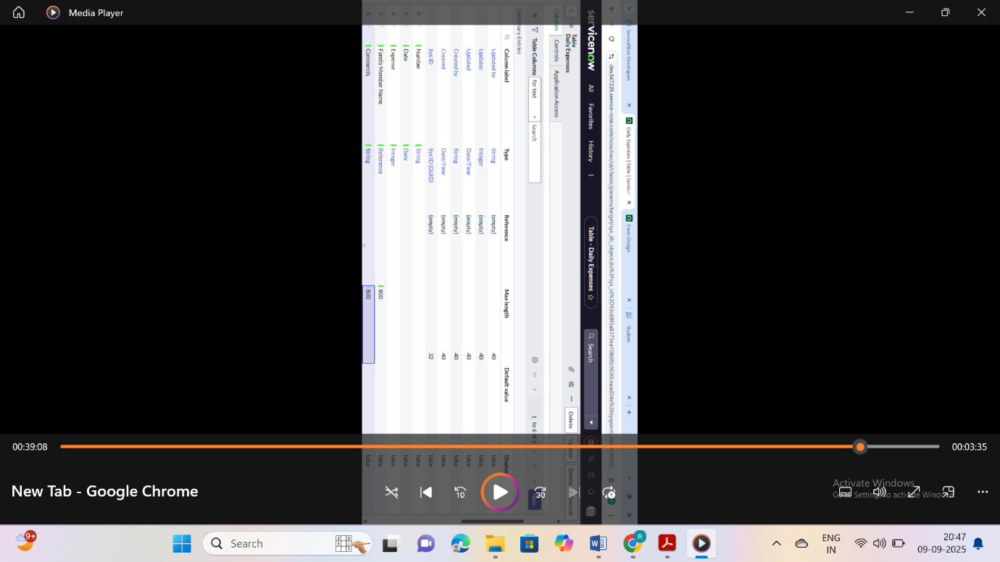 Media Player
ServiceNow Developers
Daily Expenses | Table | Service
Form Design
- Student
dev347226.service-now.com/now/nav/ui/classic/params/target/sys_db_object.do%3Fsys_id%3D93c68f3a8373ea108d8b5630ceaad34e%26sysparm
servicenow All Favorites History Table - Daily Expenses Search
Table
Daily Expenses
Delete Update Delete All Records
Columns Controls Application Access
Table Columns for text Search 1 to 6 of 6 New
Dictionary Entries
Column label Type Reference Max length Default value Display
Updated by String (empty) 40 false
Updates Integer (empty) 40 false
Updated Date/Time (empty) 40 false
Created by String (empty) 40 false
Created Date/Time (empty) 40 false
Sys ID Sys ID (GUID) (empty) 32 false
Number String false
Date Date false
Expense Integer false
Family Member Name Reference 800 false
Comments String 800 false
00:39:08 00:03:35
New Tab - Google Chrome
10
30
1
Activate Windows
Go to Settings to activate Windows.
9+
Search
R
ENG
IN
20:47
09-09-2025